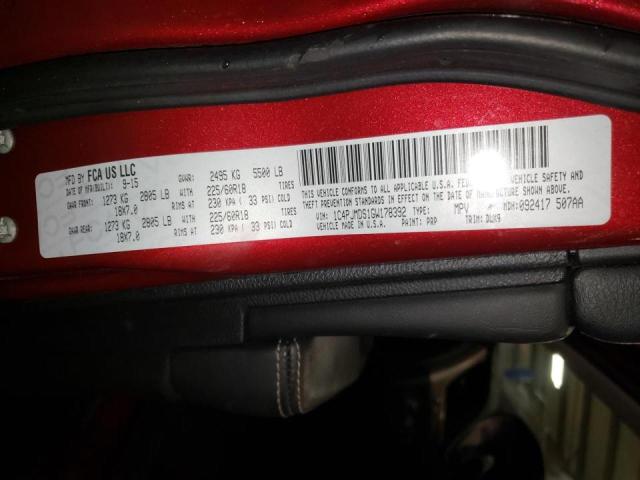 MFD BY FCA US LLC
DATE OF MFR(BUILT): 9-15 GVWR: 2495 KG 5500 LB
GAWR FRONT: 1273 KG 2805 LB WITH 225/60R18 TIRES
18X7.0 RIMS AT 230 KPA ( 33 PSI) COLD
GAWR REAR: 1273 KG 2805 LB WITH 225/60R18 TIRES
18X7.0 RIMS AT 230 KPA ( 33 PSI) COLD
THIS VEHICLE CONFORMS TO ALL APPLICABLE U.S.A. VEHICLE SAFETY AND
THEFT PREVENTION STANDARDS IN EFFECT ON THE DATE OF MANUFACTURE SHOWN ABOVE.
VIN: 1C4PJMDS1GW178392 TYPE: MPV MDH:092417 507AA
VEHICLE MADE IN U.S.A. PAINT: PRP TRIM: DLX9